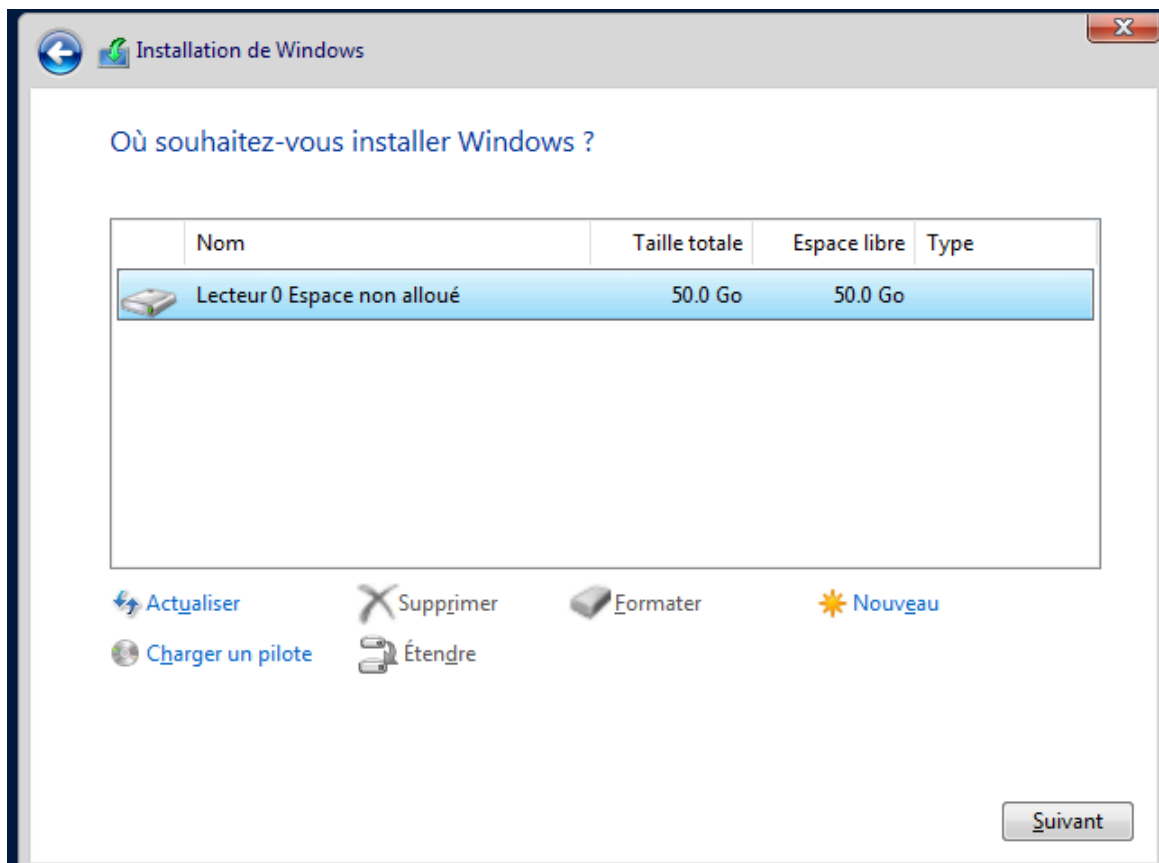 Installation de Windows
Où souhaitez-vous installer Windows ?
Nom Taille totale Espace libre Type
Lecteur 0 Espace non alloué 50.0 Go 50.0 Go
Actualiser Supprimer Formater Nouveau
Charger un pilote Étendre
Suivant